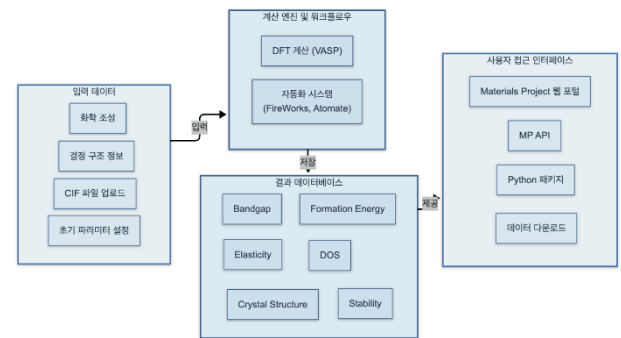 입력 데이터
화학 조성
결정 구조 정보
CIF 파일 업로드
초기 파라미터 설정
입력
계산 엔진 및 워크플로우
DFT 계산 (VASP)
자동화 시스템
(FireWorks, Atomate)
저장
결과 데이터베이스
Bandgap
Formation Energy
Elasticity
DOS
Crystal Structure
Stability
제공
사용자 접근 인터페이스
Materials Project 웹 포털
MP API
Python 패키지
데이터 다운로드